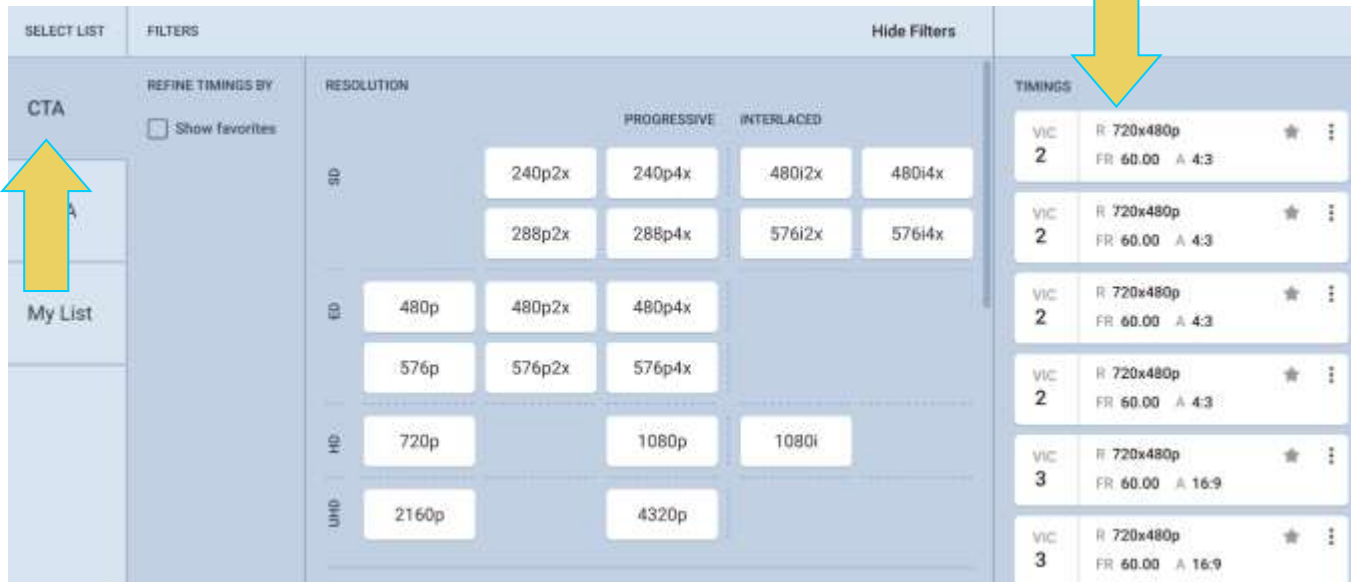 SELECT LIST
FILTERS
Hide Filters
CTA
A
My List
REFINE TIMINGS BY
Show favorites
RESOLUTION
PROGRESSIVE INTERLACED
SD
240p2x 240p4x 480i2x 480i4x
288p2x 288p4x 576i2x 576i4x
ED
480p 480p2x 480p4x
576p 576p2x 576p4x
HD
720p 1080p 1080i
UHD
2160p 4320p
TIMINGS
VIC R 720x480p
2 FR 60.00 A 4:3
VIC R 720x480p
2 FR 60.00 A 4:3
VIC R 720x480p
2 FR 60.00 A 4:3
VIC R 720x480p
2 FR 60.00 A 4:3
VIC R 720x480p
3 FR 60.00 A 16:9
VIC R 720x480p
3 FR 60.00 A 16:9